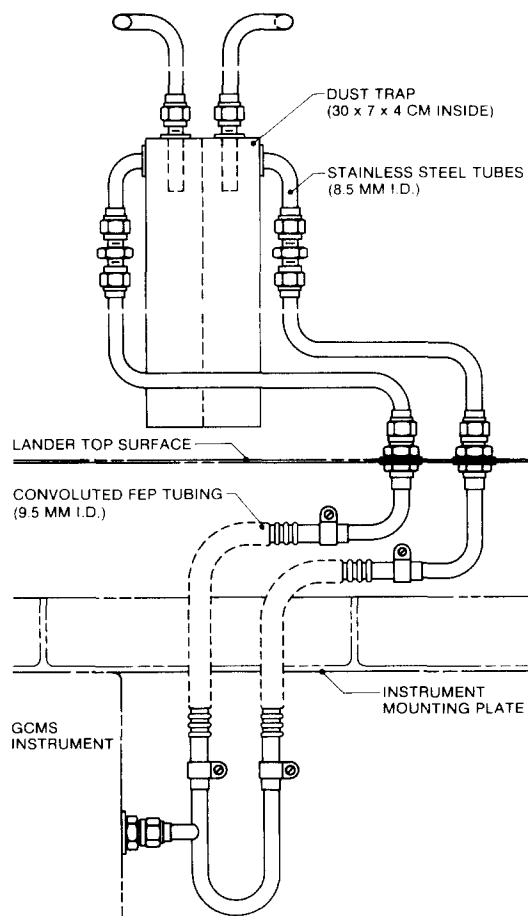 DUST TRAP
(30 x 7 x 4 CM INSIDE)
STAINLESS STEEL TUBES
(8.5 MM I.D.)
LANDER TOP SURFACE
CONVOLUTED FEP TUBING
(9.5 MM I.D.)
INSTRUMENT
MOUNTING PLATE
GCMS
INSTRUMENT